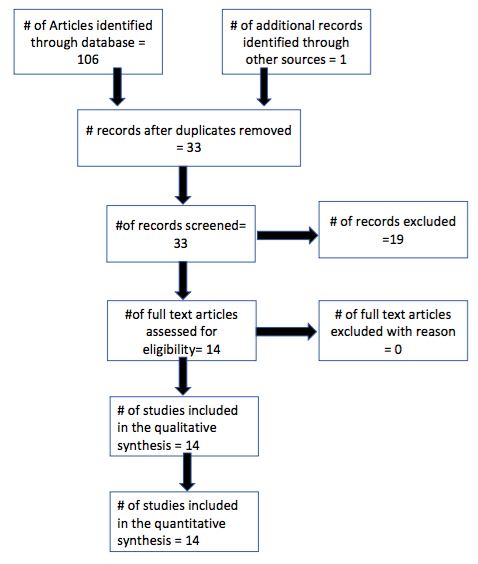 # of Articles identified
through database =
106
# of additional records
identified through
other sources = 1
# records after duplicates removed
= 33
#of records screened=
33
# of records excluded
=19
#of full text articles
assessed for
eligibility= 14
# of full text articles
excluded with reason
= 0
# of studies included
in the qualitative
synthesis = 14
# of studies included
in the quantitative
synthesis = 14